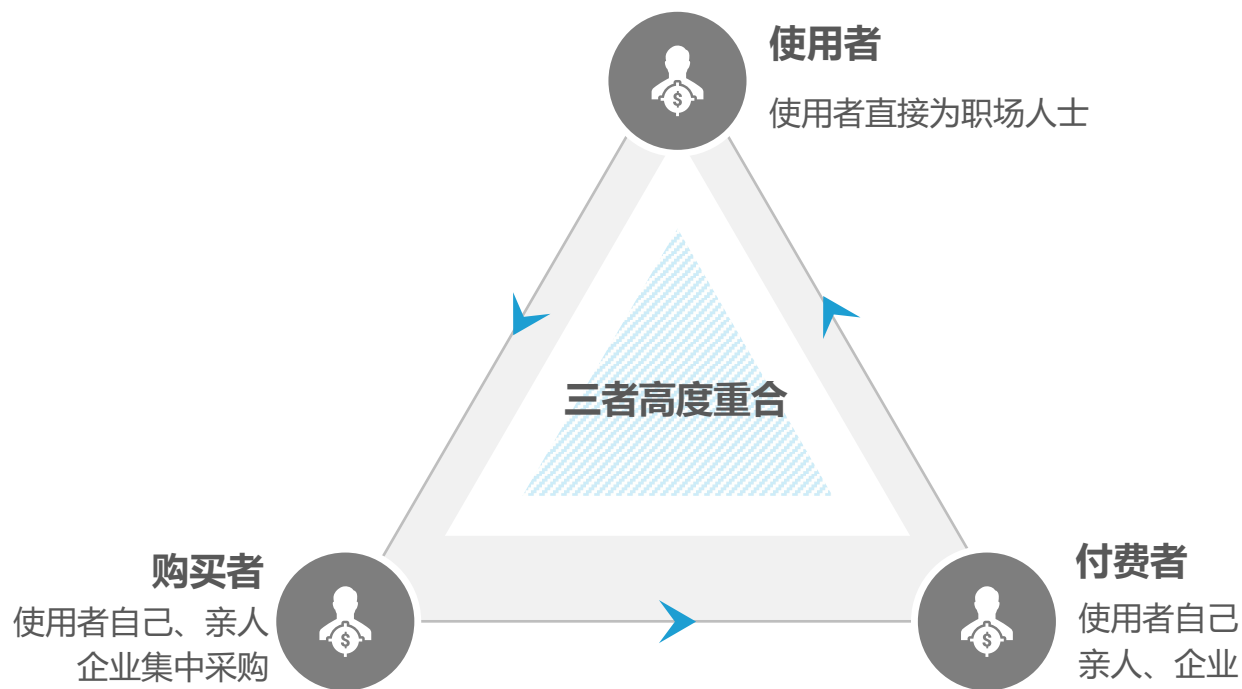 使用者
使用者直接为职场人士
三者高度重合
购买者
使用者自己、亲人
企业集中采购
付费者
使用者自己
亲人、企业
$
$
$